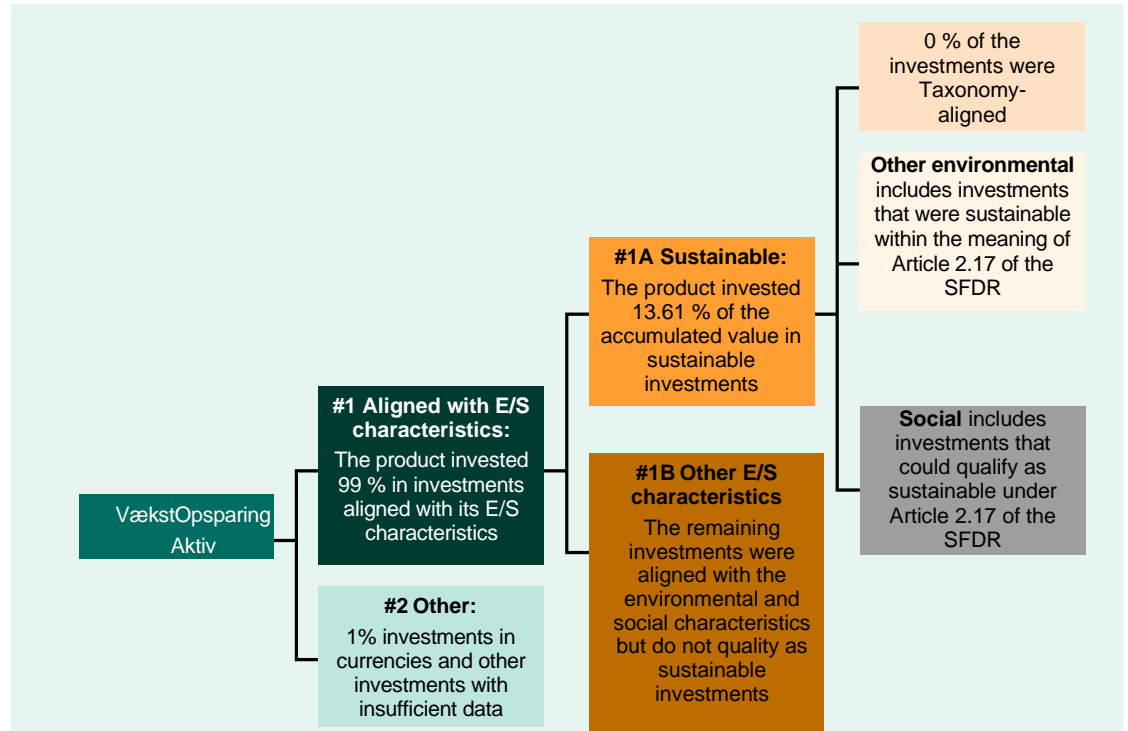 VækstOpsparing
Aktiv
#1 Aligned with E/S
characteristics:
The product invested
99 % in investments
aligned with its E/S
characteristics
#2 Other:
1% investments in
currencies and other
investments with
insufficient data
#1A Sustainable:
The product invested
13.61 % of the
accumulated value in
sustainable
investments
#1B Other E/S
characteristics
The remaining
investments were
aligned with the
environmental and
social characteristics
but do not quality as
sustainable
investments
0 % of the
investments were
Taxonomy-
aligned
Other environmental
includes investments
that were sustainable
within the meaning of
Article 2.17 of the
SFDR
Social includes
investments that
could qualify as
sustainable under
Article 2.17 of the
SFDR